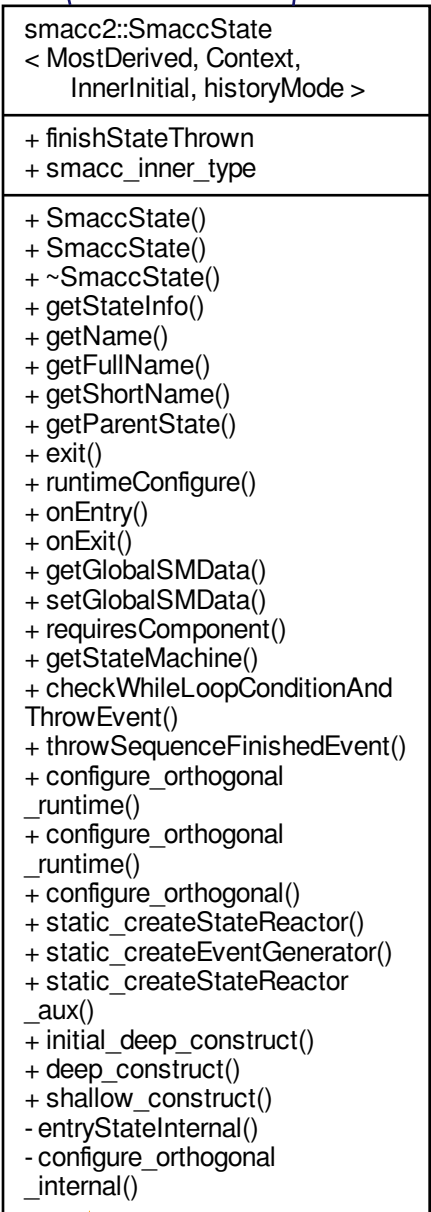 smacc2::SmaccState
< MostDerived, Context,
InnerInitial, historyMode >
+ finishStateThrown
+ smacc_inner_type
+ SmaccState()
+ SmaccState()
+ ~SmaccState()
+ getStateInfo()
+ getName()
+ getFullName()
+ getShortName()
+ getParentState()
+ exit()
+ runtimeConfigure()
+ onEntry()
+ onExit()
+ getGlobalSMData()
+ setGlobalSMData()
+ requiresComponent()
+ getStateMachine()
+ checkWhileLoopConditionAnd
ThrowEvent()
+ throwSequenceFinishedEvent()
+ configure_orthogonal
_runtime()
+ configure_orthogonal
_runtime()
+ configure_orthogonal()
+ static_createStateReactor()
+ static_createEventGenerator()
+ static_createStateReactor
_aux()
+ initial_deep_construct()
+ deep_construct()
+ shallow_construct()
- entryStateInternal()
- configure_orthogonal
_internal()